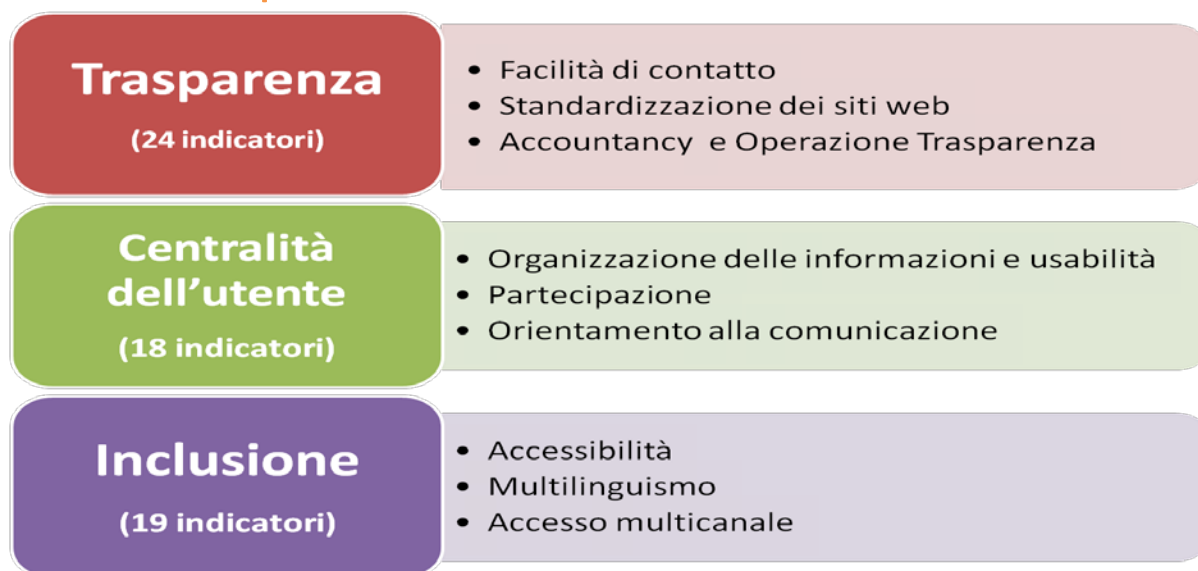 Trasparenza
(24 indicatori)
• Facilità di contatto
• Standardizzazione dei siti web
• Accountancy e Operazione Trasparenza
Centralità
dell’utente
(18 indicatori)
• Organizzazione delle informazioni e usabilità
• Partecipazione
• Orientamento alla comunicazione
Inclusione
(19 indicatori)
• Accessibilità
• Multilinguismo
• Accesso multicanale